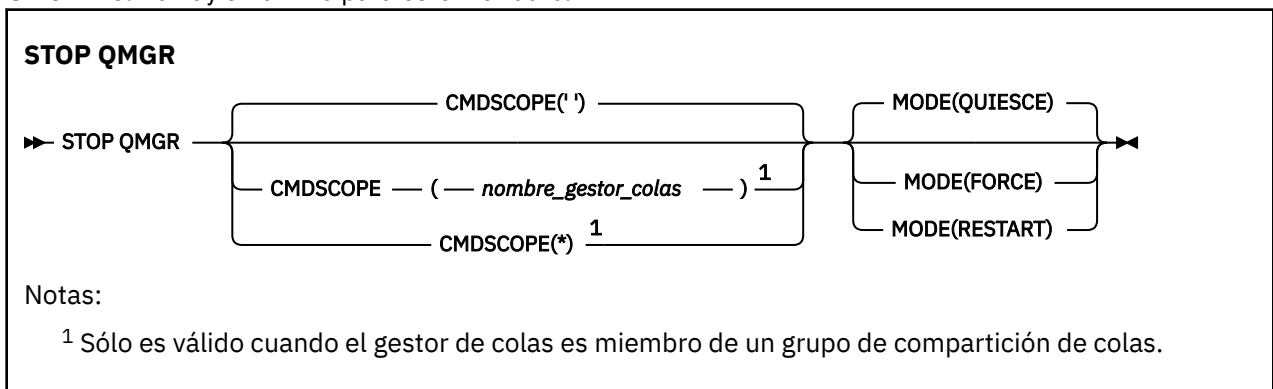 STOP QMGR
CMDSCOPE(' ')
MODE(QUIESCE)
STOP QMGR
CMDSCOPE ( nombre_gestor_colas ) 1
MODE(FORCE)
CMDSCOPE(*) 1
MODE(RESTART)
Notas:
1 Sólo es válido cuando el gestor de colas es miembro de un grupo de compartición de colas.